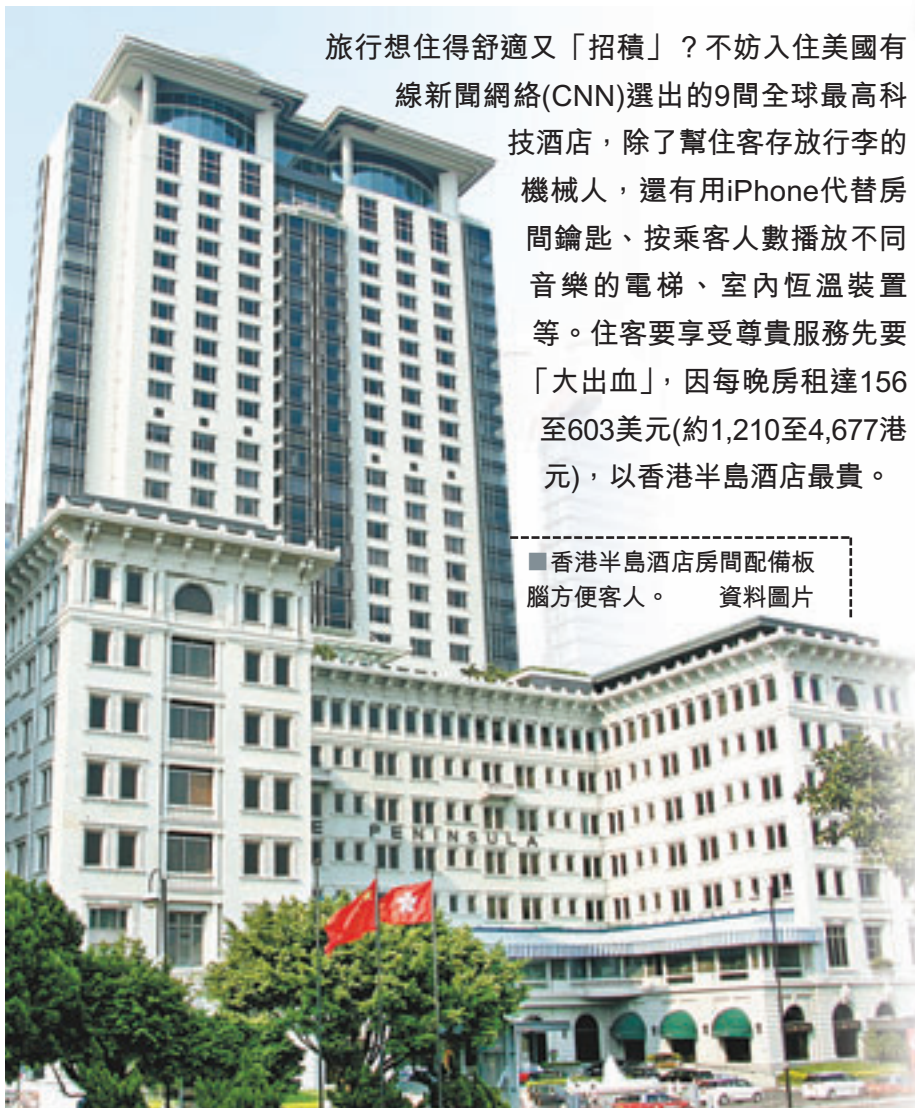 旅行想住得舒適又「招積」？不妨入住美國有
線新聞網絡(CNN)選出的9間全球最高科
技酒店，除了幫住客存放行李的
機械人，還有用iPhone代替房
間鑰匙、按乘客人數播放不同
音樂的電梯、室內恆溫裝置
等。住客要享受尊貴服務先要
「大出血」，因每晚房租達156
至603美元(約1,210至4,677港
元)，以香港半島酒店最貴。
■香港半島酒店房間配備板
腦方便客人。 資料圖片
E PENINSULA